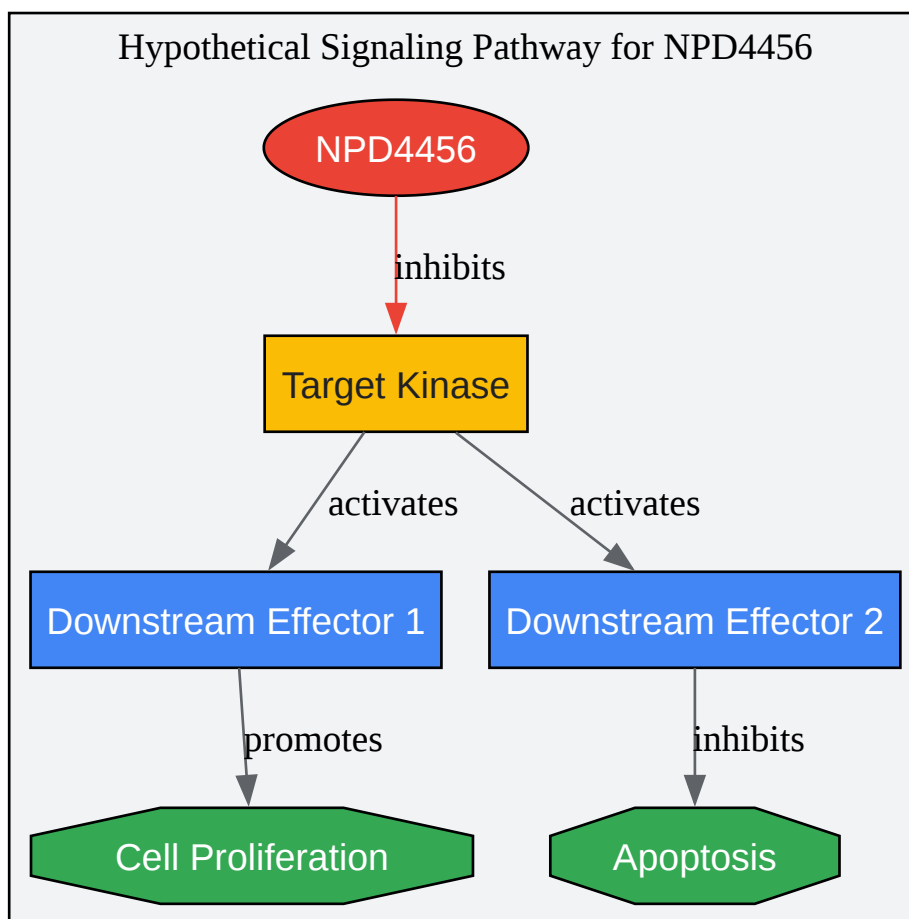 Hypothetical Signaling Pathway for NPD4456
NPD4456
inhibits
Target Kinase
activates
activates
Downstream Effector 1
Downstream Effector 2
promotes
inhibits
Cell Proliferation
Apoptosis